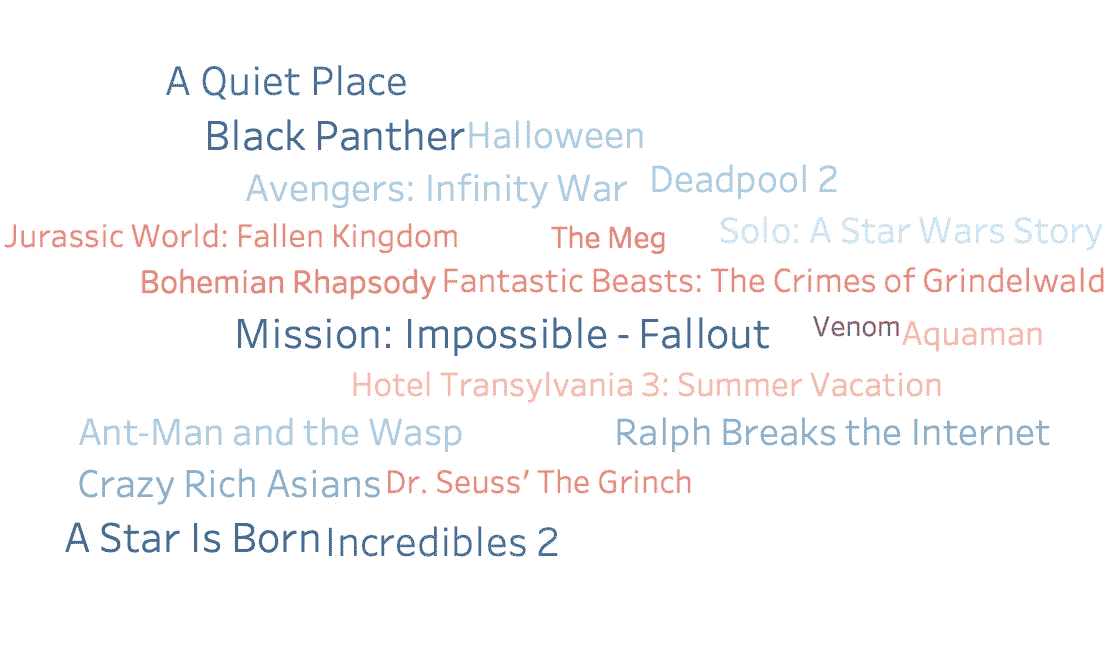 A Quiet Place
Black Panther Halloween
Avengers: Infinity War Deadpool 2
Jurassic World: Fallen Kingdom The Meg Solo: A Star Wars Story
Bohemian Rhapsody Fantastic Beasts: The Crimes of Grindelwald
Mission: Impossible - Fallout Venom Aquaman
Hotel Transylvania 3: Summer Vacation
Ant-Man and the Wasp Ralph Breaks the Internet
Crazy Rich Asians Dr. Seuss' The Grinch
A Star Is Born Incredibles 2